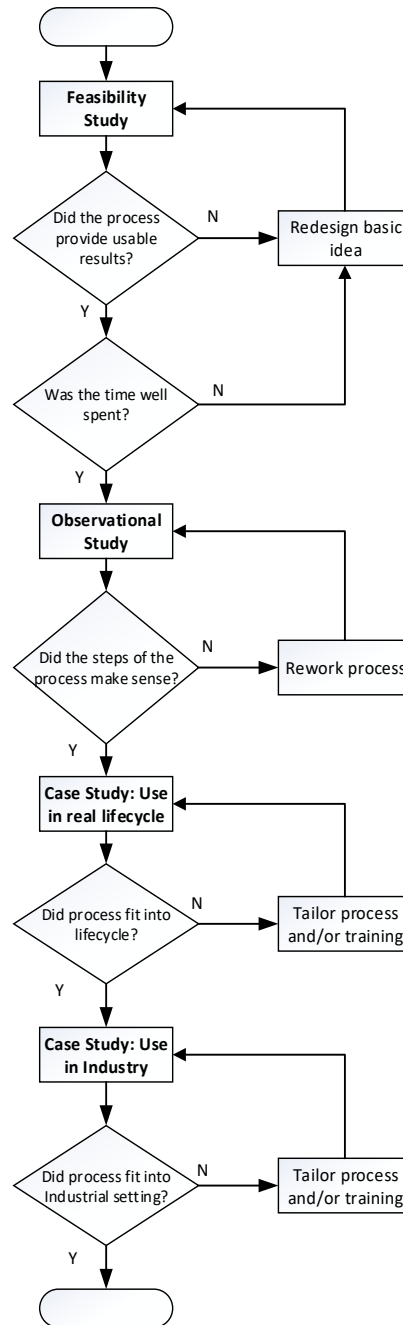 Feasibility
Study
Did the process
provide usable
results?
N
Redesign basic
idea
Y
Was the time well
spent?
N
Y
Observational
Study
Did the steps of the
process make sense?
N
Rework process
Y
Case Study: Use
in real lifecycle
Did process fit into
lifecycle?
N
Tailor process
and/or training
Y
Case Study: Use
in Industry
Did process fit into
Industrial setting?
N
Tailor process
and/or training
Y